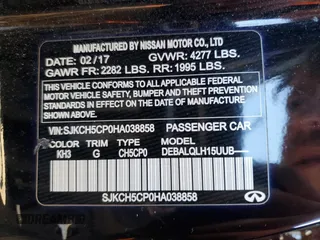 MANUFACTURED BY NISSAN MOTOR CO., LTD
DATE: 02/17 GVWR: 4277 LBS.
GAWR FR: 2282 LBS. RR: 1995 LBS.
THIS VEHICLE CONFORMS TO ALL APPLICABLE FEDERAL
MOTOR VEHICLE SAFETY, BUMPER AND THEFT PREVENTION
STANDARDS IN EFFECT ON THE DATE OF MANUFACTURE
SHOWN ABOVE.
VIN:SJKCH5CP0HA038858 PASSENGER CAR
COLOR TRIM MODEL
KH3 G CH5CP0 DEBALQLH15UUB-----
SJKCH5CP0HA038858